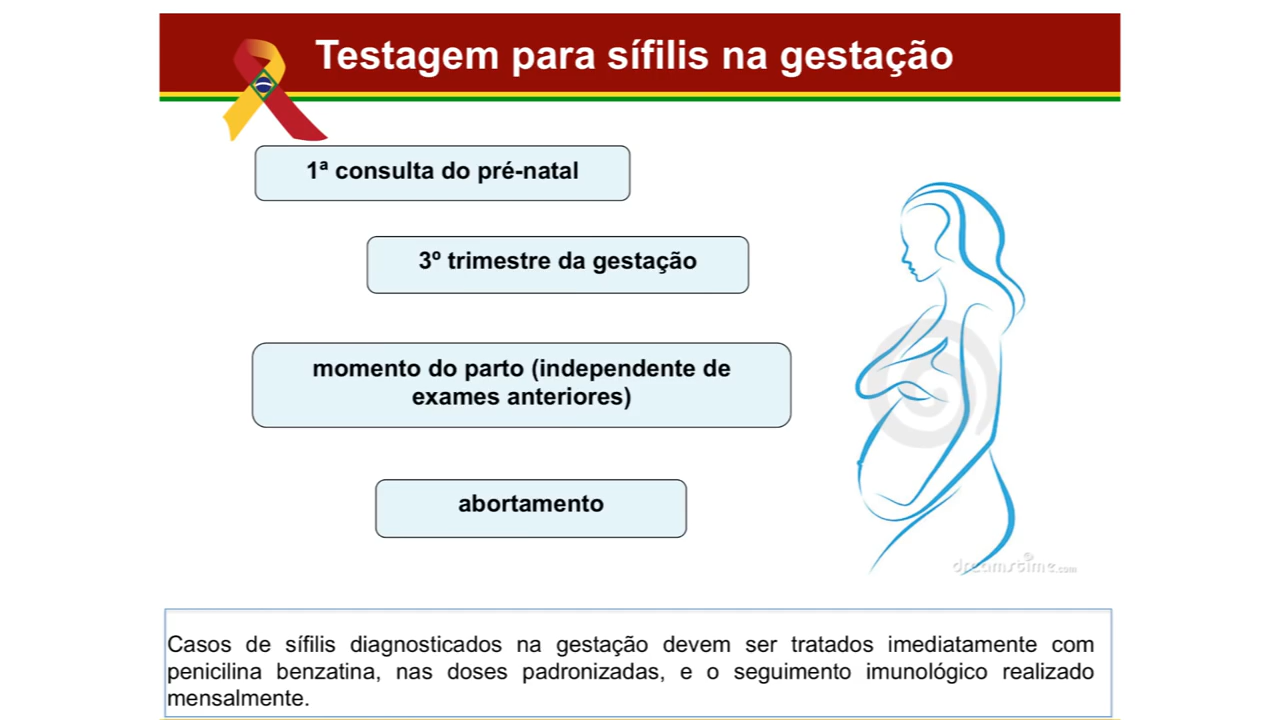 Testagem para sífilis na gestação
1ª consulta do pré-natal
3º trimestre da gestação
momento do parto (independente de
exames anteriores)
abortamento
dreamstime.com
Casos de sífilis diagnosticados na gestação devem ser tratados imediatamente com
penicilina benzatina, nas doses padronizadas, e o seguimento imunológico realizado
mensalmente.